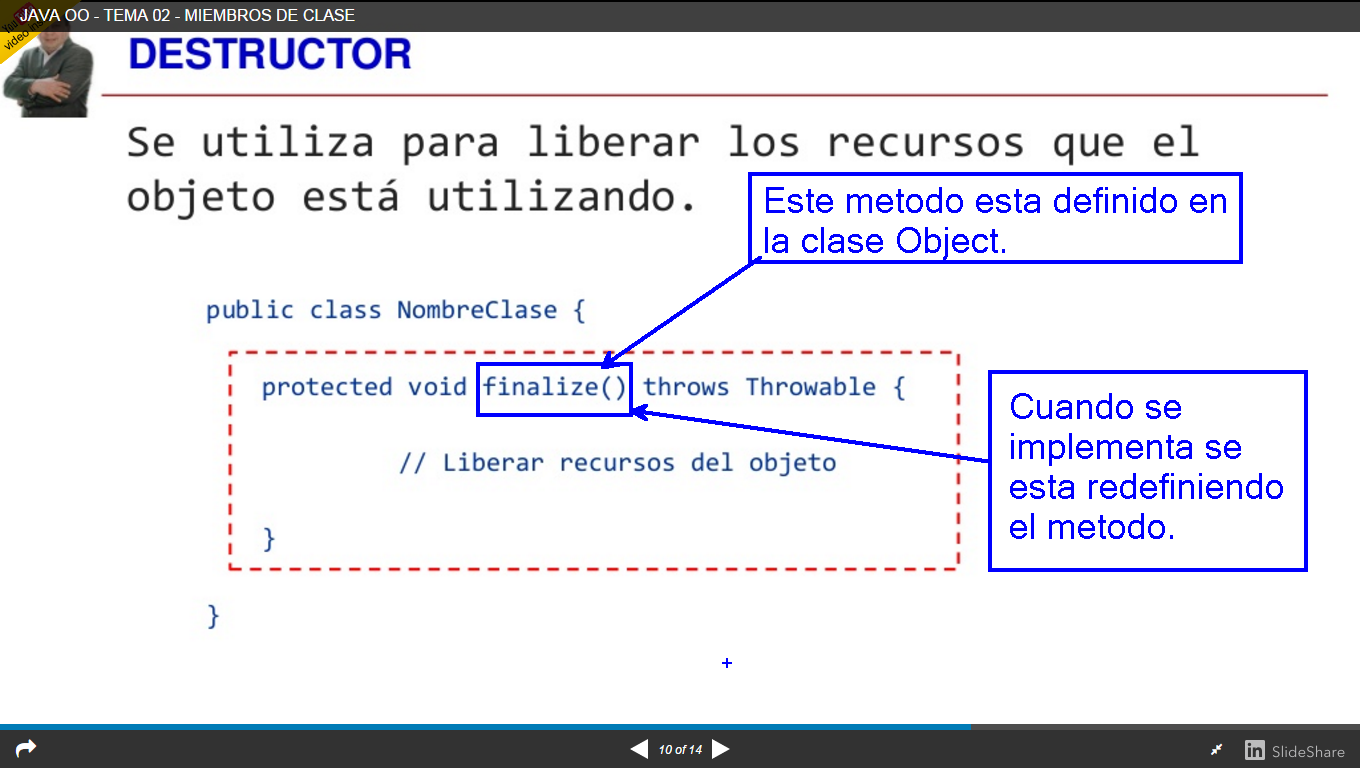 JAVA OO - TEMA 02 - MIEMBROS DE CLASE
DESTRUCTOR
Se utiliza para liberar los recursos que el
objeto está utilizando.
Este metodo esta definido en
la clase Object.
public class NombreClase {
protected void finalize() throws Throwable {
// Liberar recursos del objeto
}
}
Cuando se
implementa se
esta redefiniendo
el metodo.
10 of 14
in SlideShare